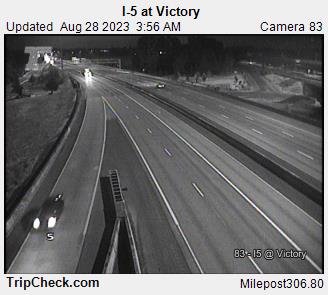 I-5 at Victory
Updated Aug 28 2023 3:56 AM Camera 83
S
83 - I5 @ Victory
TripCheck.com Milepost306.80